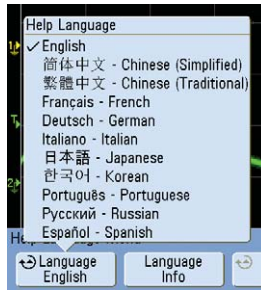 Help Language
English
简体中文 - Chinese (Simplified)
繁體中文 - Chinese (Traditional)
Français - French
Deutsch - German
Italiano - Italian
日本語 - Japanese
한국어 - Korean
Português - Portuguese
Русский - Russian
Español - Spanish
Language
English
Language
Info